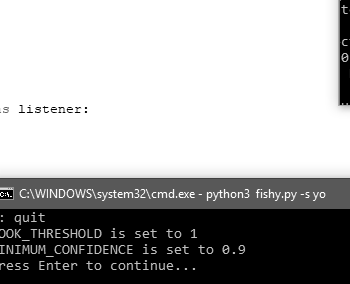 t
c
0
s listener:
C:\WINDOWS\system32\cmd.exe - python3 fishy.py -s yo
: quit
OOK_THRESHOLD is set to 1
INIMUM_CONFIDENCE is set to 0.9
ress Enter to continue...